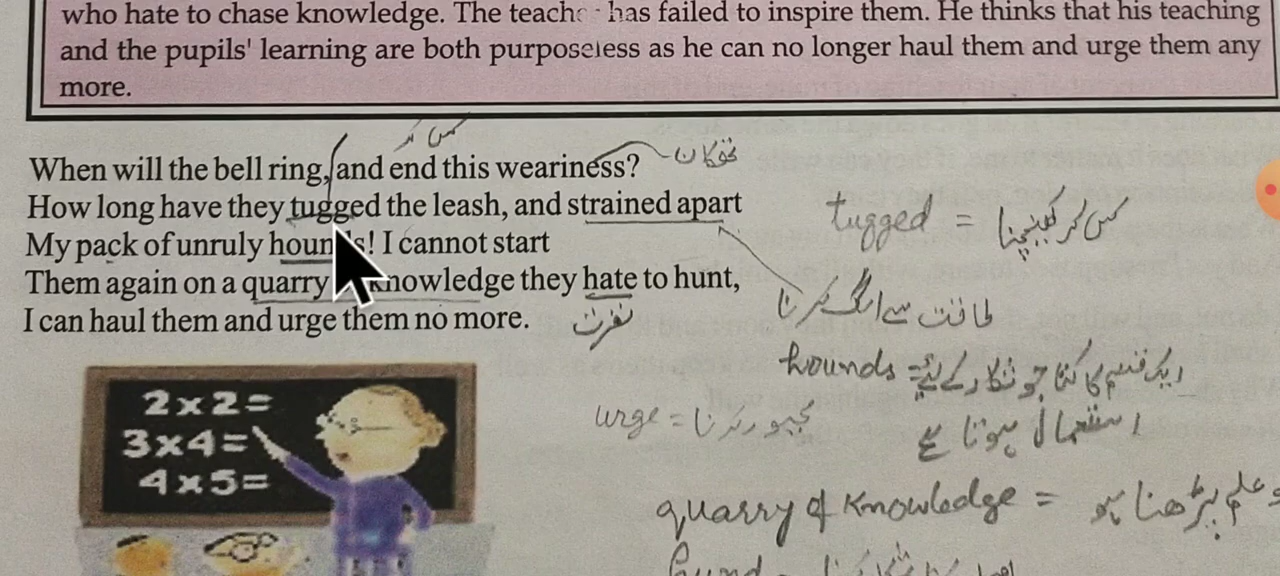 who hate to chase knowledge. The teacher has failed to inspire them. He thinks that his teaching
and the pupils' learning are both purposeless as he can no longer haul them and urge them any
more.
When will the bell ring, and end this weariness?
How long have they tugged the leash, and strained apart
My pack of unruly hounds! I cannot start
Them again on a quarry knowledge they hate to hunt,
I can haul them and urge them no more.
tugged = کس کر کھینچنا
طاقت سے الگ کرنا
نفرت
hounds = ایک قسم کا کتا جو شکار کے لیے
استعمال ہوتا ہے
urge = مجبور کرنا
quarry of Knowledge = علم پڑھنا ہو
2x2=
3x4=
4x5=